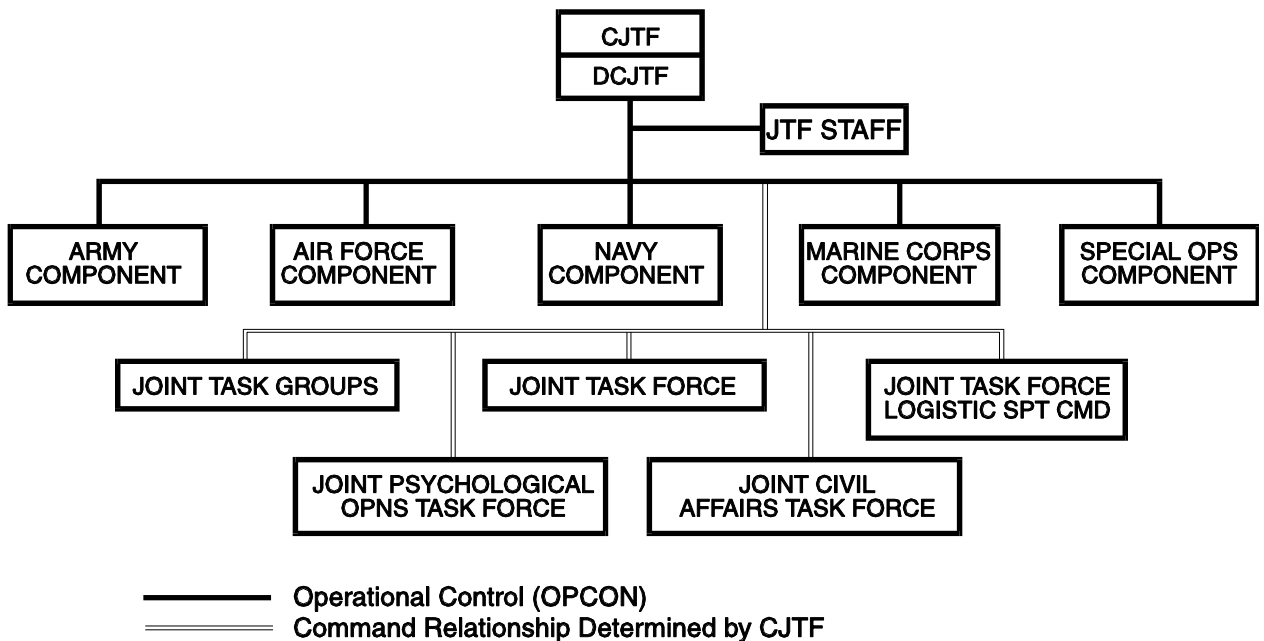 CJTF
DCJTF
JTF STAFF
ARMY
COMPONENT
AIR FORCE
COMPONENT
NAVY
COMPONENT
MARINE CORPS
COMPONENT
SPECIAL OPS
COMPONENT
JOINT TASK GROUPS
JOINT TASK FORCE
JOINT TASK FORCE
LOGISTIC SPT CMD
JOINT PSYCHOLOGICAL
OPNS TASK FORCE
JOINT CIVIL
AFFAIRS TASK FORCE
Operational Control (OPCON)
Command Relationship Determined by CJTF